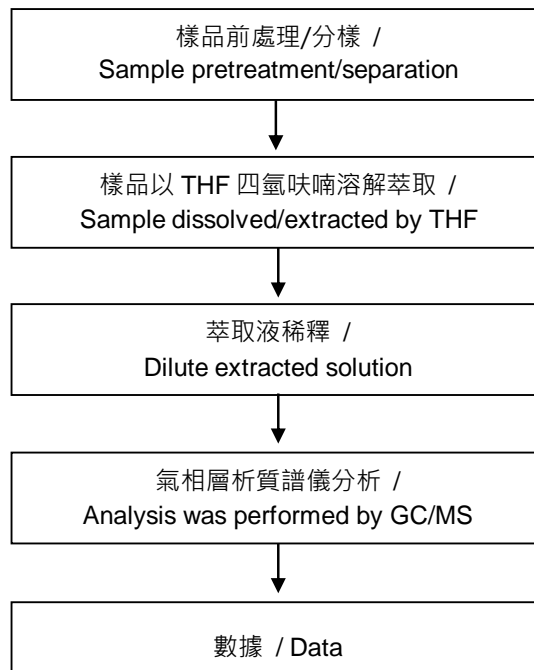 樣品前處理/分樣 /
Sample pretreatment/separation
樣品以 THF 四氫呋喃溶解萃取 /
Sample dissolved/extracted by THF
萃取液稀釋 /
Dilute extracted solution
氣相層析質譜儀分析 /
Analysis was performed by GC/MS
數據 / Data